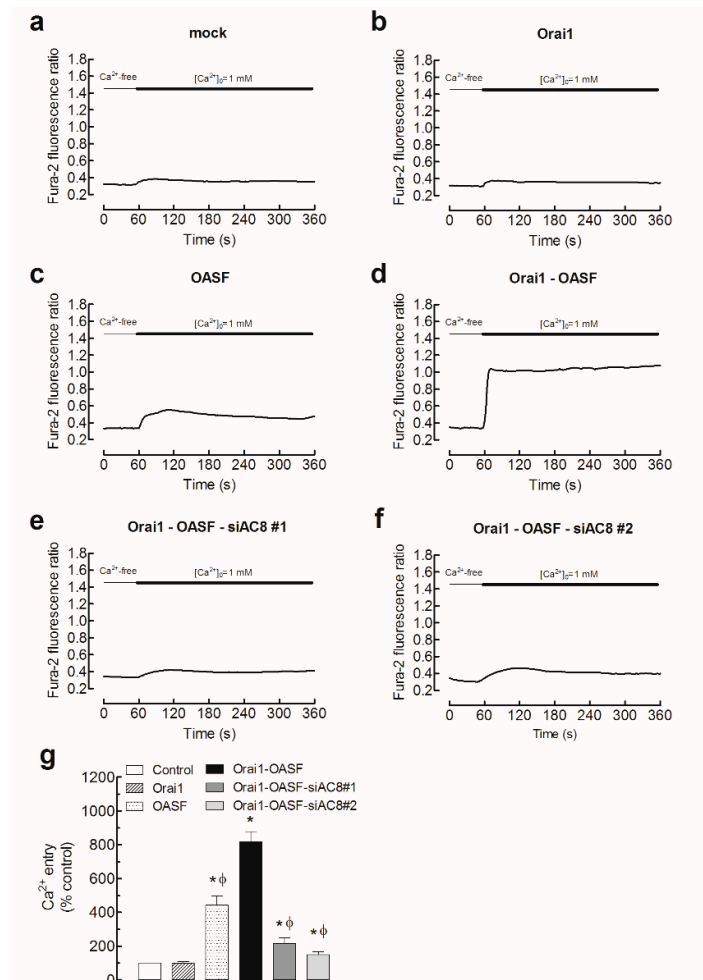 a
mock
Fura-2 fluorescence ratio
1.8
1.6
1.4
1.2
1.0
0.8
0.6
0.4
0.2
Ca²⁺-free
[Ca²⁺]₀= 1 mM
0 60 120 180 240 300 360
Time (s)
b
Orai1
Fura-2 fluorescence ratio
1.8
1.6
1.4
1.2
1.0
0.8
0.6
0.4
0.2
Ca²⁺-free
[Ca²⁺]₀= 1 mM
0 60 120 180 240 300 360
Time (s)
c
OASF
Fura-2 fluorescence ratio
1.8
1.6
1.4
1.2
1.0
0.8
0.6
0.4
0.2
Ca²⁺-free
[Ca²⁺]₀= 1 mM
0 60 120 180 240 300 360
Time (s)
d
Orai1 - OASF
Fura-2 fluorescence ratio
1.8
1.6
1.4
1.2
1.0
0.8
0.6
0.4
0.2
Ca²⁺-free
[Ca²⁺]₀= 1 mM
0 60 120 180 240 300 360
Time (s)
e
Orai1 - OASF - siAC8 #1
Fura-2 fluorescence ratio
1.8
1.6
1.4
1.2
1.0
0.8
0.6
0.4
0.2
Ca²⁺-free
[Ca²⁺]₀= 1 mM
0 60 120 180 240 300 360
Time (s)
f
Orai1 - OASF - siAC8 #2
Fura-2 fluorescence ratio
1.8
1.6
1.4
1.2
1.0
0.8
0.6
0.4
0.2
Ca²⁺-free
[Ca²⁺]₀= 1 mM
0 60 120 180 240 300 360
Time (s)
g
Control
Orai1
OASF
Orai1-OASF
Orai1-OASF-siAC8#1
Orai1-OASF-siAC8#2
Ca²⁺ entry
(% control)
1200
1000
800
600
400
200
0
* ϕ
*
* ϕ
* ϕ